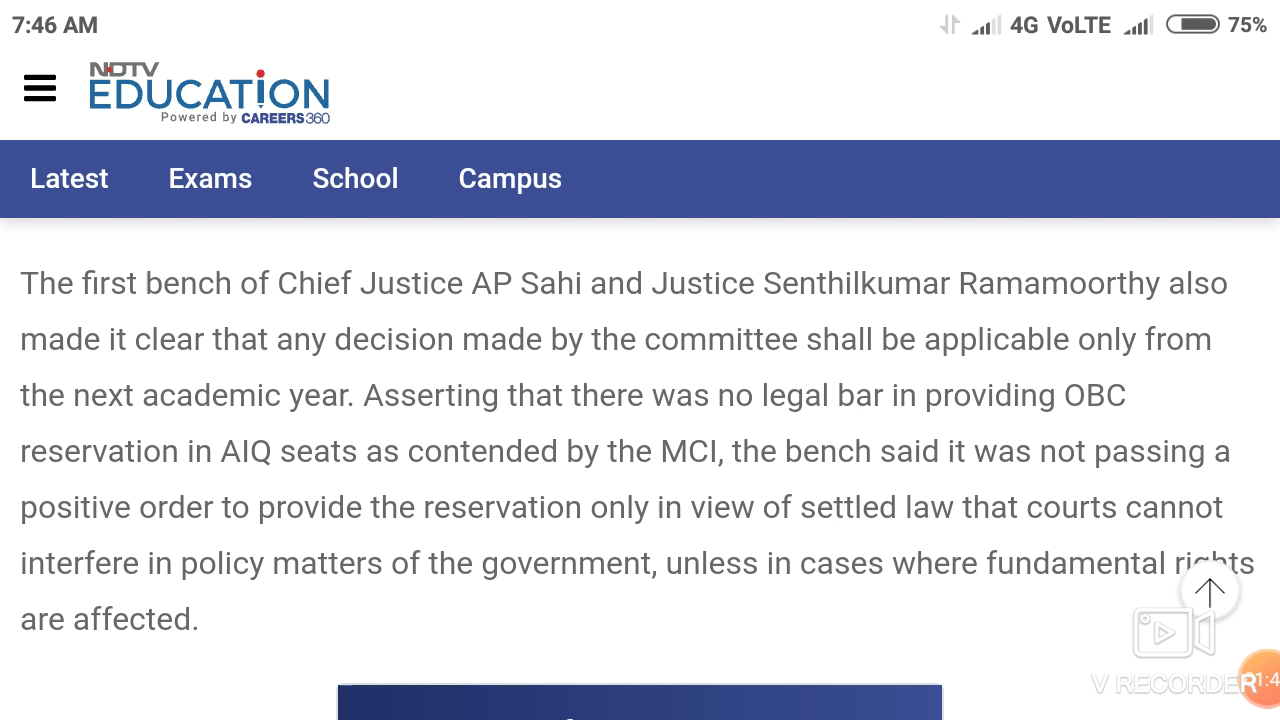 7:46 AM 4G VoLTE 75%
NDTV
EDUCATION
Powered by CAREERS360
Latest Exams School Campus
The first bench of Chief Justice AP Sahi and Justice Senthilkumar Ramamoorthy also
made it clear that any decision made by the committee shall be applicable only from
the next academic year. Asserting that there was no legal bar in providing OBC
reservation in AIQ seats as contended by the MCI, the bench said it was not passing a
positive order to provide the reservation only in view of settled law that courts cannot
interfere in policy matters of the government, unless in cases where fundamental rights
are affected.
V RECORDER